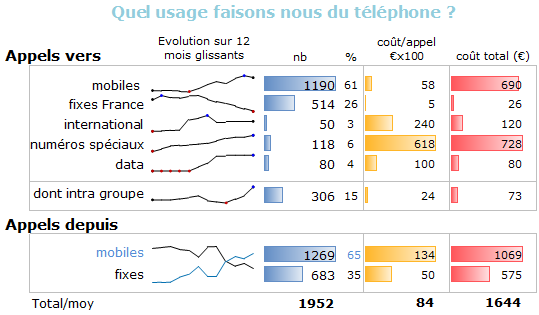 Quel usage faisons nous du téléphone ?
Appels vers
Evolution sur 12 mois glissants
nb
%
coût/appel €x100
coût total (€)
mobiles 1190 61 58 690
fixes France 514 26 5 26
international 50 3 240 120
numéros spéciaux 118 6 618 728
data 80 4 100 80
dont intra groupe 306 15 24 73
Appels depuis
mobiles 1269 65 134 1069
fixes 683 35 50 575
Total/moy 1952 84 1644